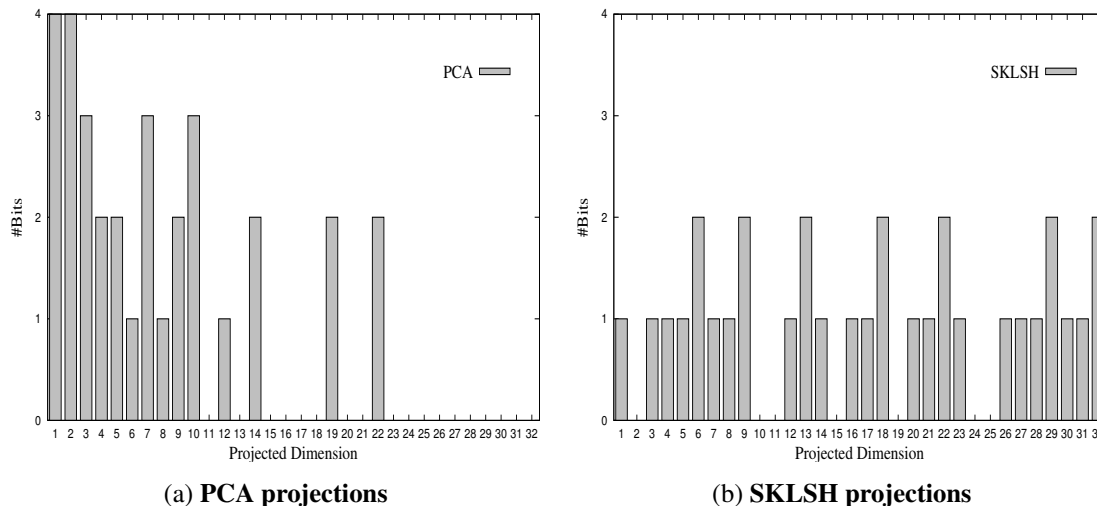 4
3
2
1
0
#Bits
PCA
1 2 3 4 5 6 7 8 9 10 11 12 13 14 15 16 17 18 19 20 21 22 23 24 25 26 27 28 29 30 31 32
Projected Dimension
(a) PCA projections
4
3
2
1
0
#Bits
SKLSH
1 2 3 4 5 6 7 8 9 10 11 12 13 14 15 16 17 18 19 20 21 22 23 24 25 26 27 28 29 30 31 3
Projected Dimension
(b) SKLSH projections